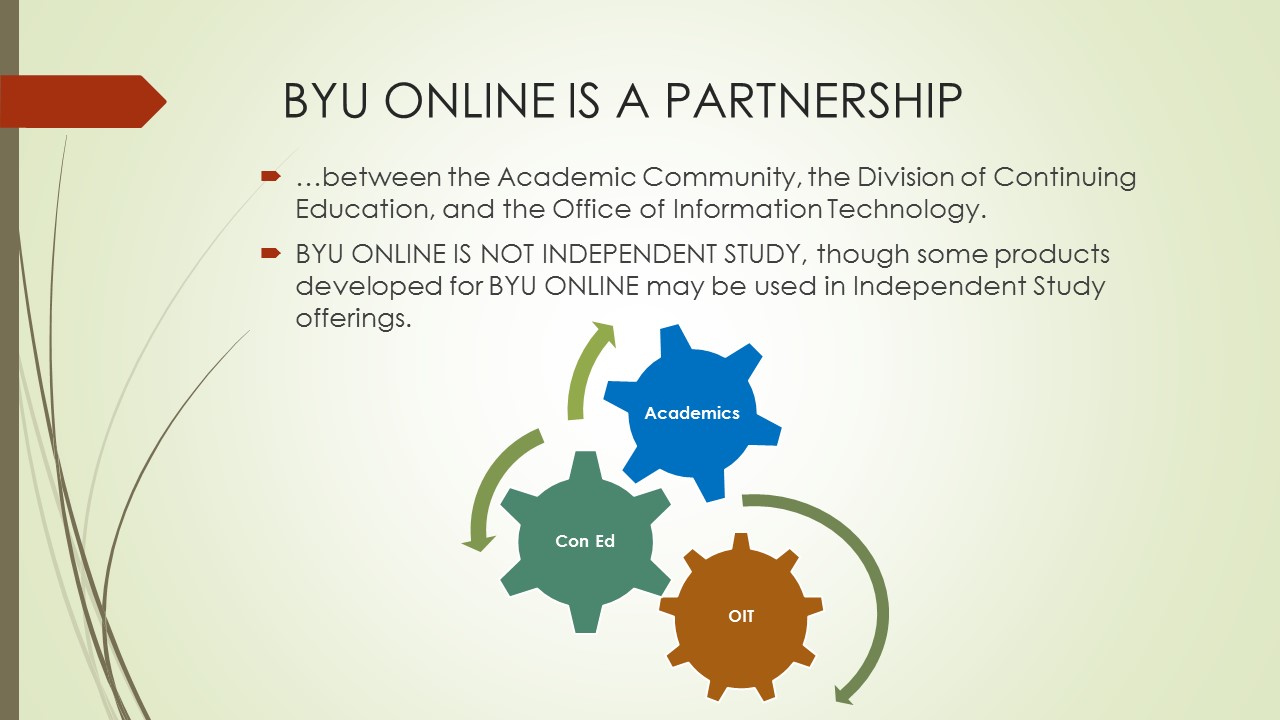 BYU ONLINE IS A PARTNERSHIP
…between the Academic Community, the Division of Continuing
Education, and the Office of Information Technology.
BYU ONLINE IS NOT INDEPENDENT STUDY, though some products
developed for BYU ONLINE may be used in Independent Study
offerings.
Academics
Con Ed
OIT